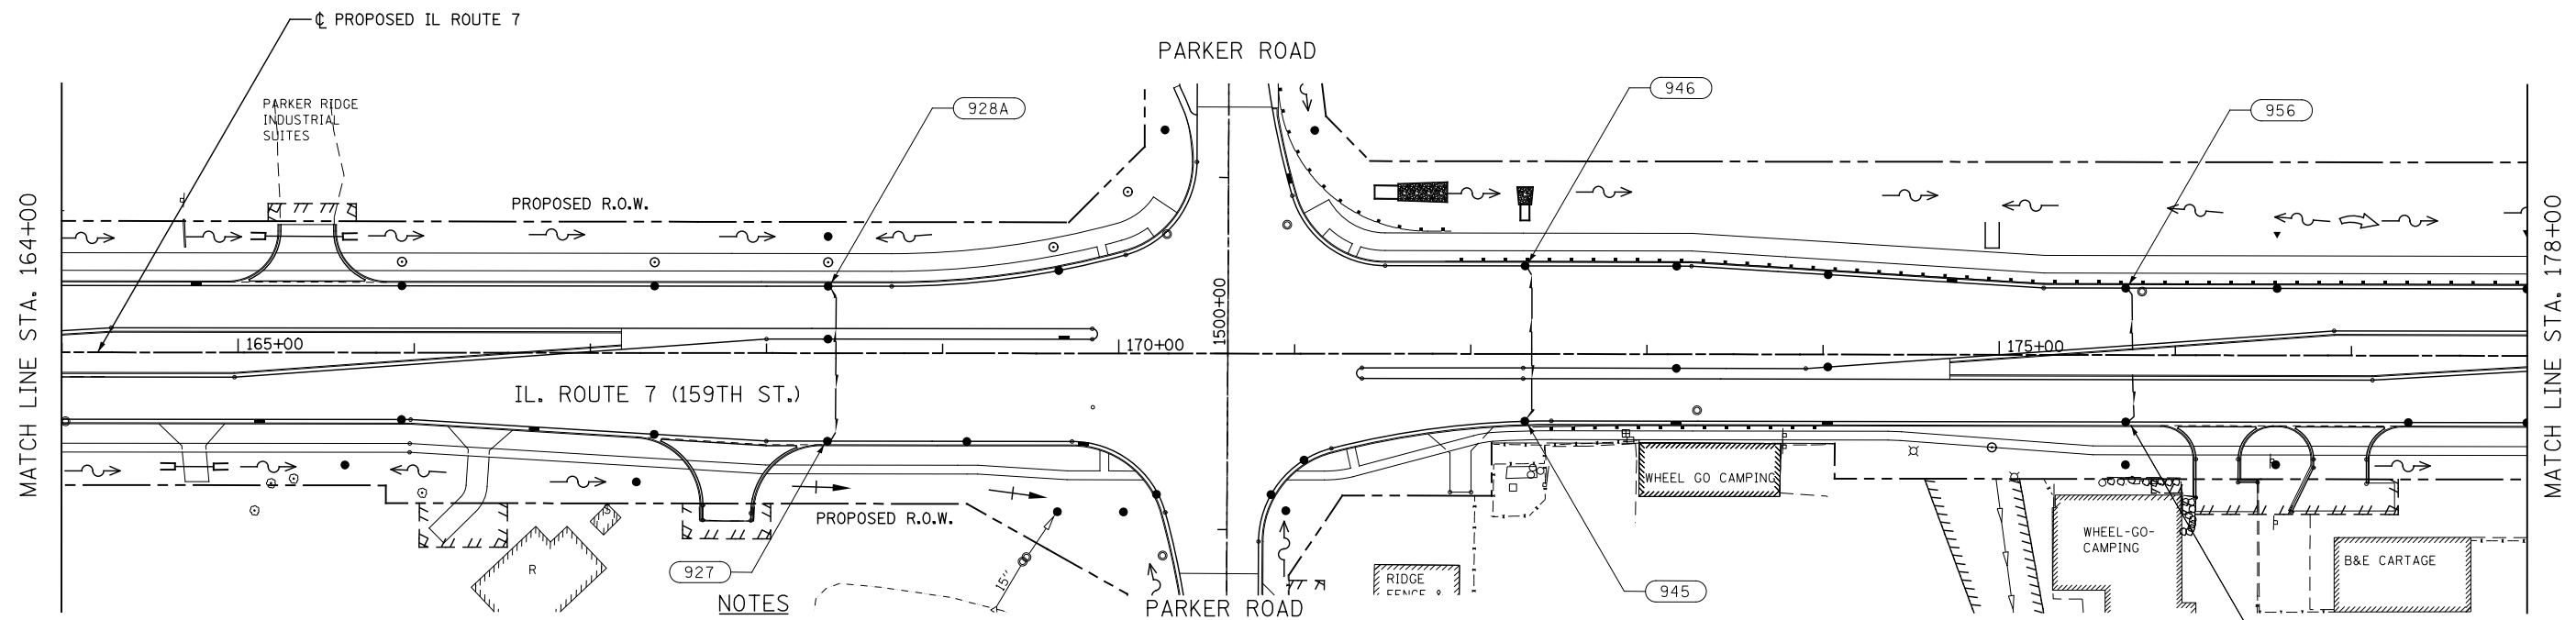 ℄ PROPOSED IL ROUTE 7
PARKER ROAD
946
928A
956
PARKER RIDGE
INDUSTRIAL
SUITES
PROPOSED R.O.W.
MATCH LINE STA. 164+00
MATCH LINE STA. 178+00
1500+00
165+00
170+00
175+00
IL. ROUTE 7 (159TH ST.)
WHEEL GO CAMPING
PROPOSED R.O.W.
S
WHEEL-GO-
CAMPING
B&E CARTAGE
R
927
15"
RIDGE
FENCE &
945
NOTES
PARKER ROAD